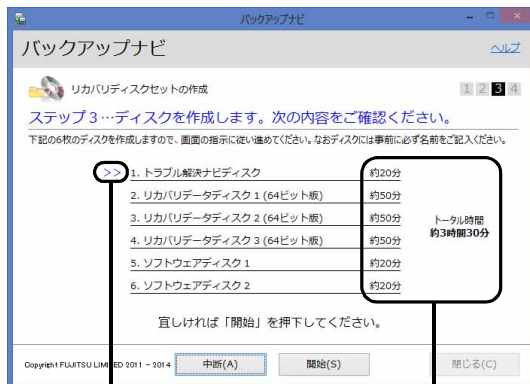 バックアップナビ
バックアップナビ
ヘルプ
リカバリディスクセットの作成
1 2 3 4
ステップ3…ディスクを作成します。次の内容をご確認ください。
下記の6枚のディスクを作成しますので、画面の指示に従い進めてください。なおディスクには事前に必ず名前をご記入ください。
>> 1. トラブル解決ナビディスク 約20分
2. リカバリデータディスク 1 (64ビット版) 約50分
3. リカバリデータディスク 2 (64ビット版) 約50分
4. リカバリデータディスク 3 (64ビット版) 約50分
5. ソフトウェアディスク 1 約20分
6. ソフトウェアディスク 2 約20分
トータル時間
約3時間30分
宜しければ「開始」を押下してください。
Copyright FUJITSU LIMITED 2011 - 2014
中断(A)
開始(S)
閉じる(C)